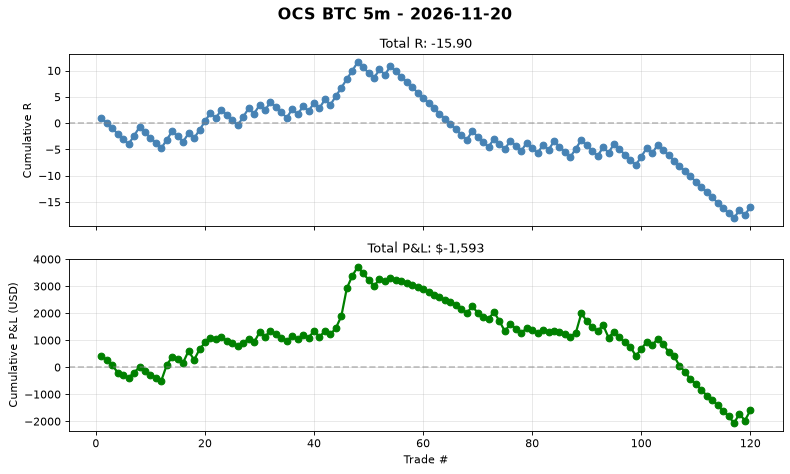 OCS BTC 5m - 2026-11-20
Total R: -15.90
Cumulative R
10
5
0
−5
−10
−15
Total P&L: $-1,593
Cumulative P&L (USD)
4000
3000
2000
1000
0
−1000
−2000
0 20 40 60 80 100 120
Trade #